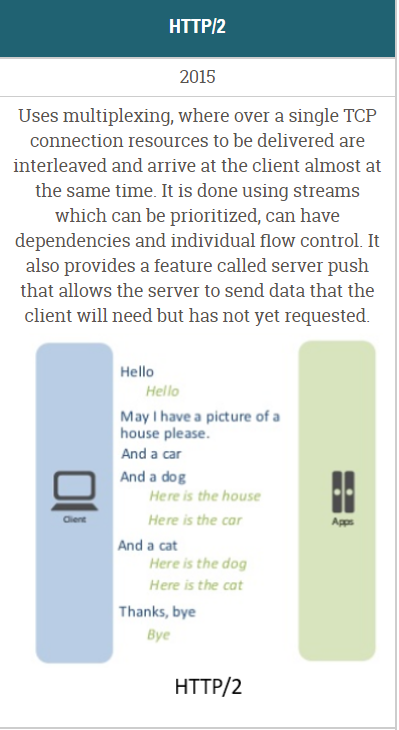 HTTP/2
2015
Uses multiplexing, where over a single TCP
connection resources to be delivered are
interleaved and arrive at the client almost at
the same time. It is done using streams
which can be prioritized, can have
dependencies and individual flow control. It
also provides a feature called server push
that allows the server to send data that the
client will need but has not yet requested.
Hello
Hello
May I have a picture of a
house please.
And a car
And a dog
Here is the house
Client
Here is the car
Apps
And a cat
Here is the dog
Here is the cat
Thanks, bye
Bye
HTTP/2